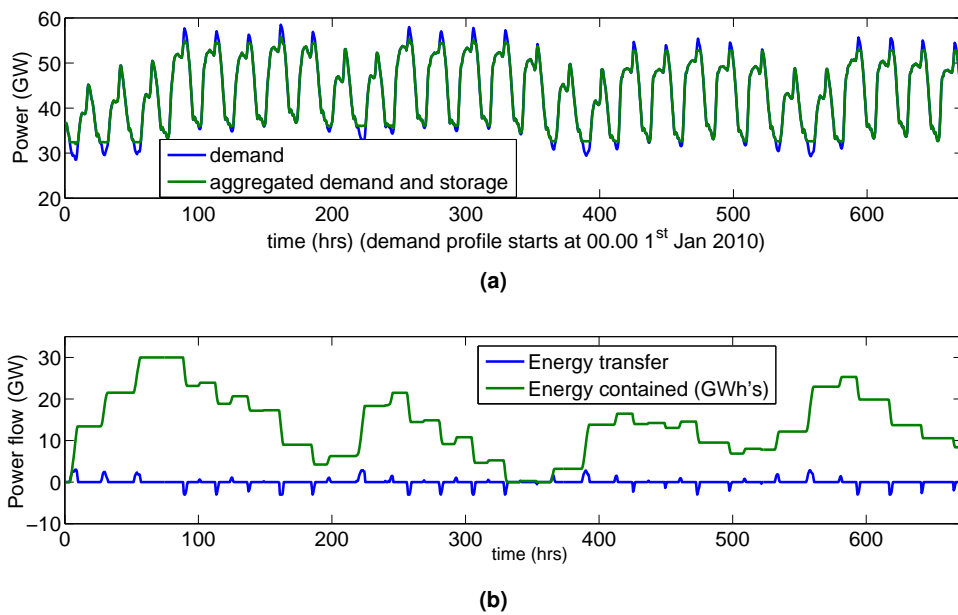 60
50
40
30
20
Power (GW)
demand
aggregated demand and storage
0 100 200 300 400 500 600
time (hrs) (demand profile starts at 00.00 1st Jan 2010)
(a)
30
20
10
0
−10
Power flow (GW)
Energy transfer
Energy contained (GWh's)
0 100 200 300 400 500 600
time (hrs)
(b)